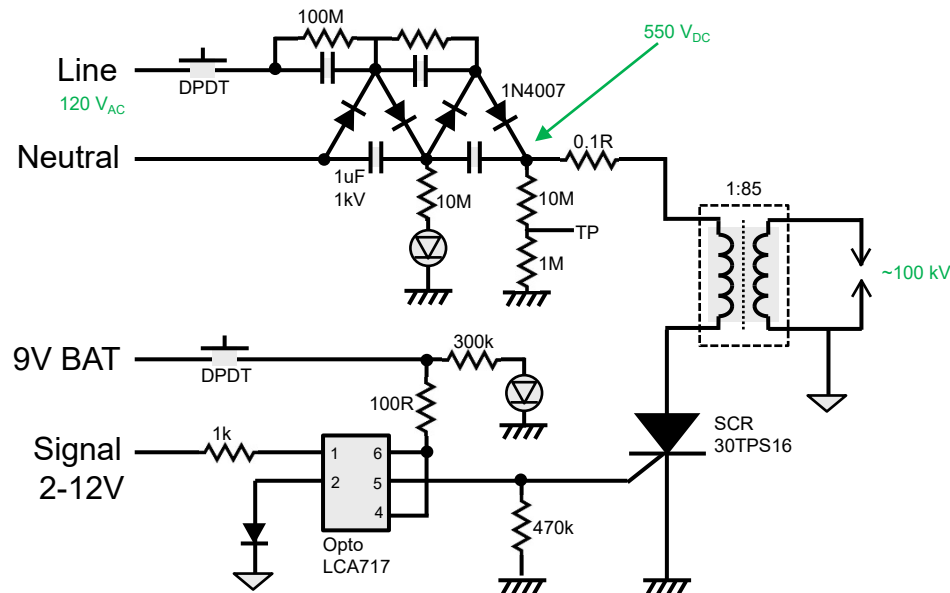 100M
550 V_DC
Line
DPDT
120 V_AC
1N4007
Neutral
0.1R
1uF
1kV
10M
10M
1:85
TP
1M
~100 kV
9V BAT
DPDT
300k
100R
Signal
2-12V
1k
1 6
2 5
4
SCR
30TPS16
470k
Opto
LCA717